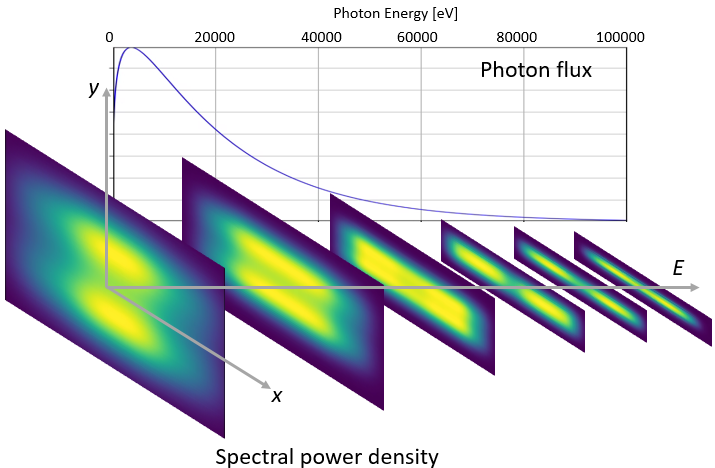 Photon Energy [eV]
0 20000 40000 60000 80000 100000
Photon flux
y
E
x
Spectral power density